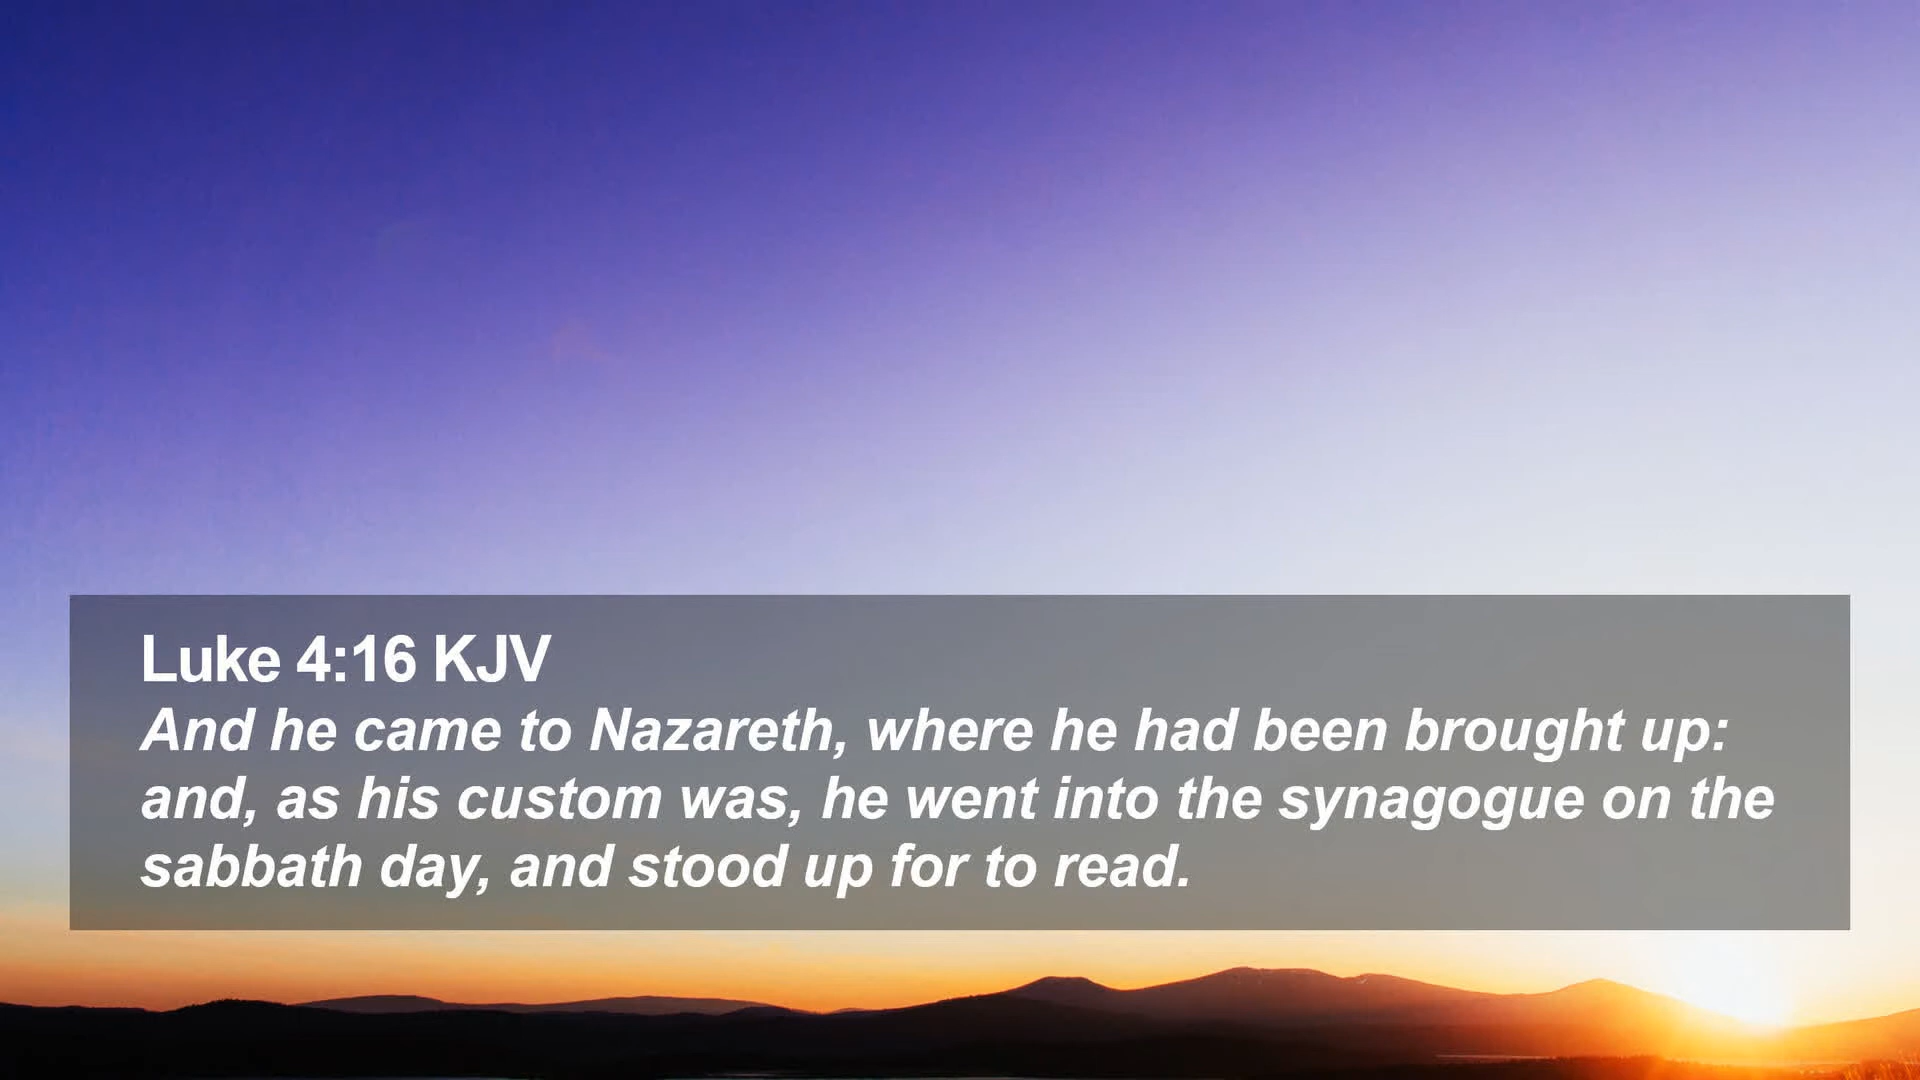 Luke 4:16 KJV
And he came to Nazareth, where he had been brought up:
and, as his custom was, he went into the synagogue on the
sabbath day, and stood up for to read.